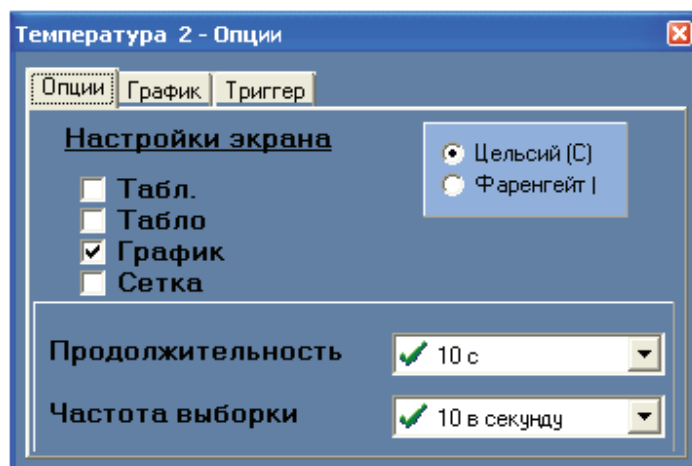 Температура 2 - Опции
Опции График Триггер
Настройки экрана
Цельсий (C)
Фаренгейт |
Табл.
Табло
График
Сетка
Продолжительность 10 с
Частота выборки 10 в секунду